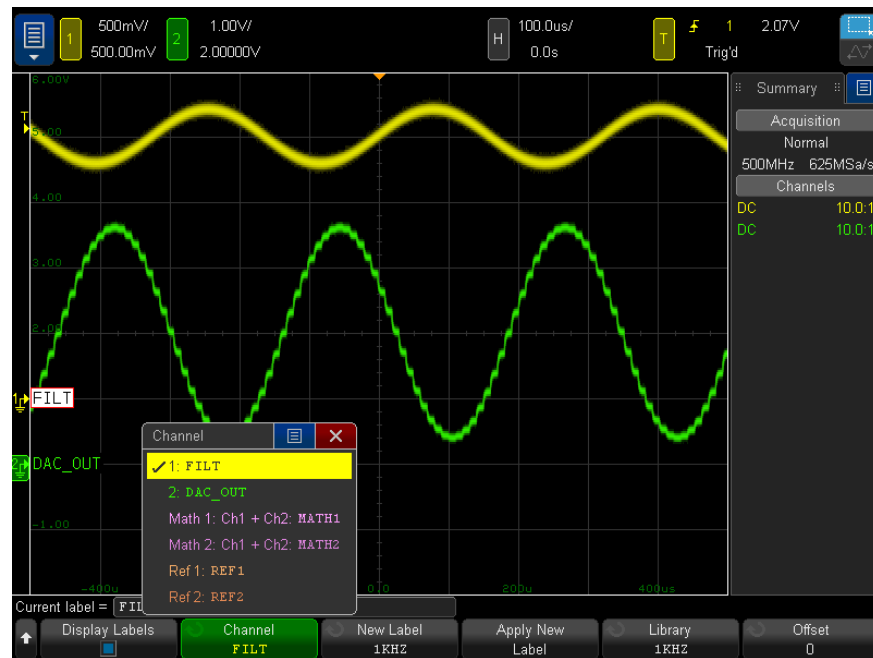 500mV/ 1.00V/ 100.0us/ 1 2.07V
1 500.00mV 2 2.00000V H 0.0s T Trig'd
6.00V
Summary
T
Acquisition
5.00
Normal
500MHz 625MSa/s
Channels
4.00
DC 10.0:1
DC 10.0:1
3.00
2.00
1 FILT
Channel
2 DAC_OUT
1: FILT
2: DAC_OUT
Math 1: Ch1 + Ch2: MATH1
-1.00
Math 2: Ch1 + Ch2: MATH2
Ref 1: REF1
-400u 0.0 200u 400us
Ref 2: REF2
Current label = FIL
Display Labels Channel New Label Apply New Library Offset
FILT 1KHZ Label 1KHZ 0